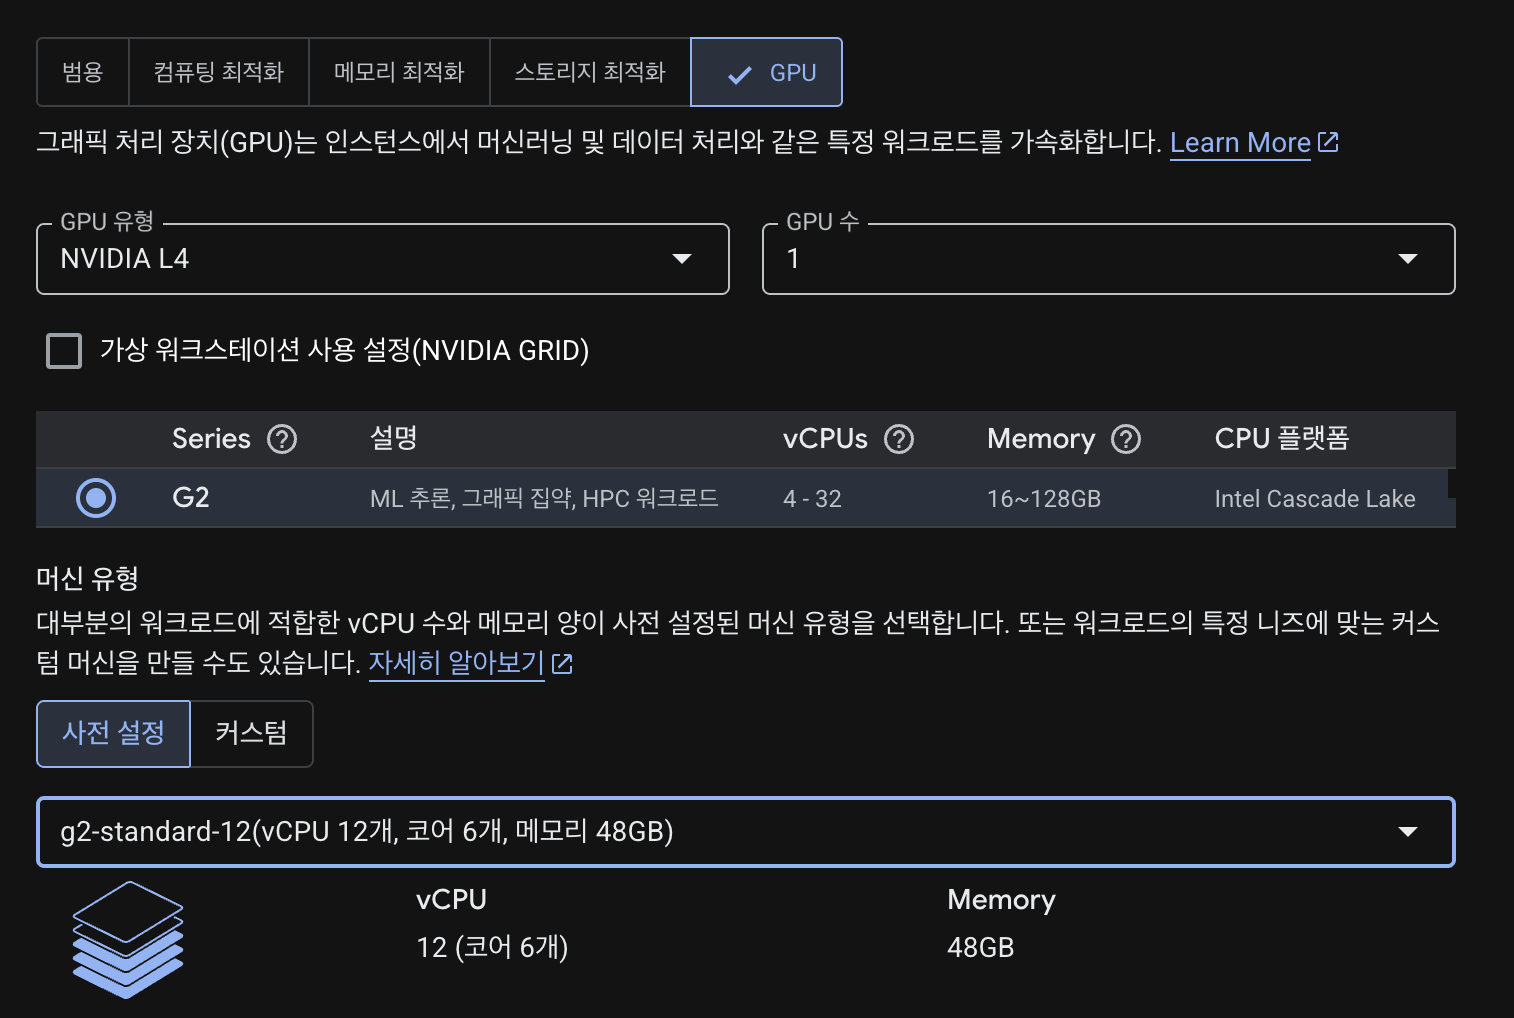 범용 컴퓨팅 최적화 메모리 최적화 스토리지 최적화 GPU
그래픽 처리 장치(GPU)는 인스턴스에서 머신러닝 및 데이터 처리와 같은 특정 워크로드를 가속화합니다. Learn More
GPU 유형 GPU 수
NVIDIA L4 1
가상 워크스테이션 사용 설정(NVIDIA GRID)
Series 설명 vCPUs Memory CPU 플랫폼
G2 ML 추론, 그래픽 집약, HPC 워크로드 4 - 32 16~128GB Intel Cascade Lake
머신 유형
대부분의 워크로드에 적합한 vCPU 수와 메모리 양이 사전 설정된 머신 유형을 선택합니다. 또는 워크로드의 특정 니즈에 맞는 커스
텀 머신을 만들 수도 있습니다. 자세히 알아보기
사전 설정 커스텀
g2-standard-12(vCPU 12개, 코어 6개, 메모리 48GB)
vCPU Memory
12 (코어 6개) 48GB